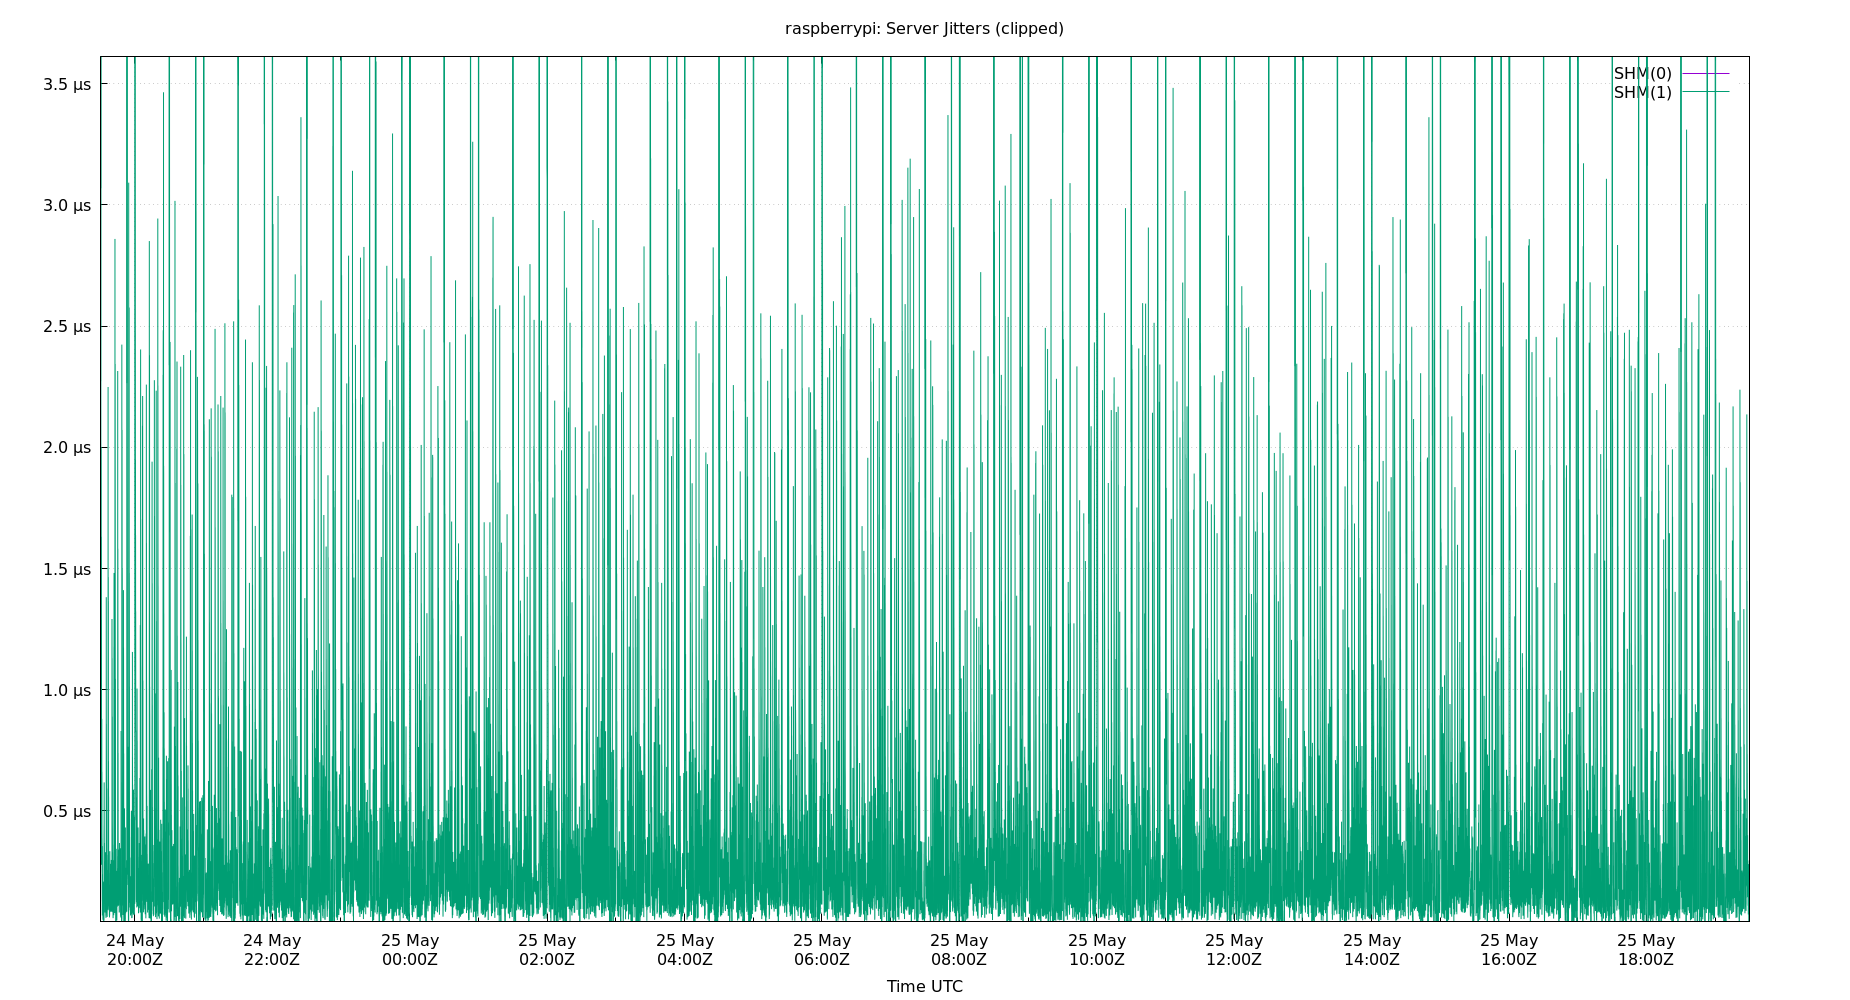 raspberrypi: Server Jitters (clipped)
3.5 µs
SHM(0)
SHM(1)
3.0 µs
2.5 µs
2.0 µs
1.5 µs
1.0 µs
0.5 µs
24 May 24 May 25 May 25 May 25 May 25 May 25 May 25 May 25 May 25 May 25 May 25 May
20:00Z 22:00Z 00:00Z 02:00Z 04:00Z 06:00Z 08:00Z 10:00Z 12:00Z 14:00Z 16:00Z 18:00Z
Time UTC